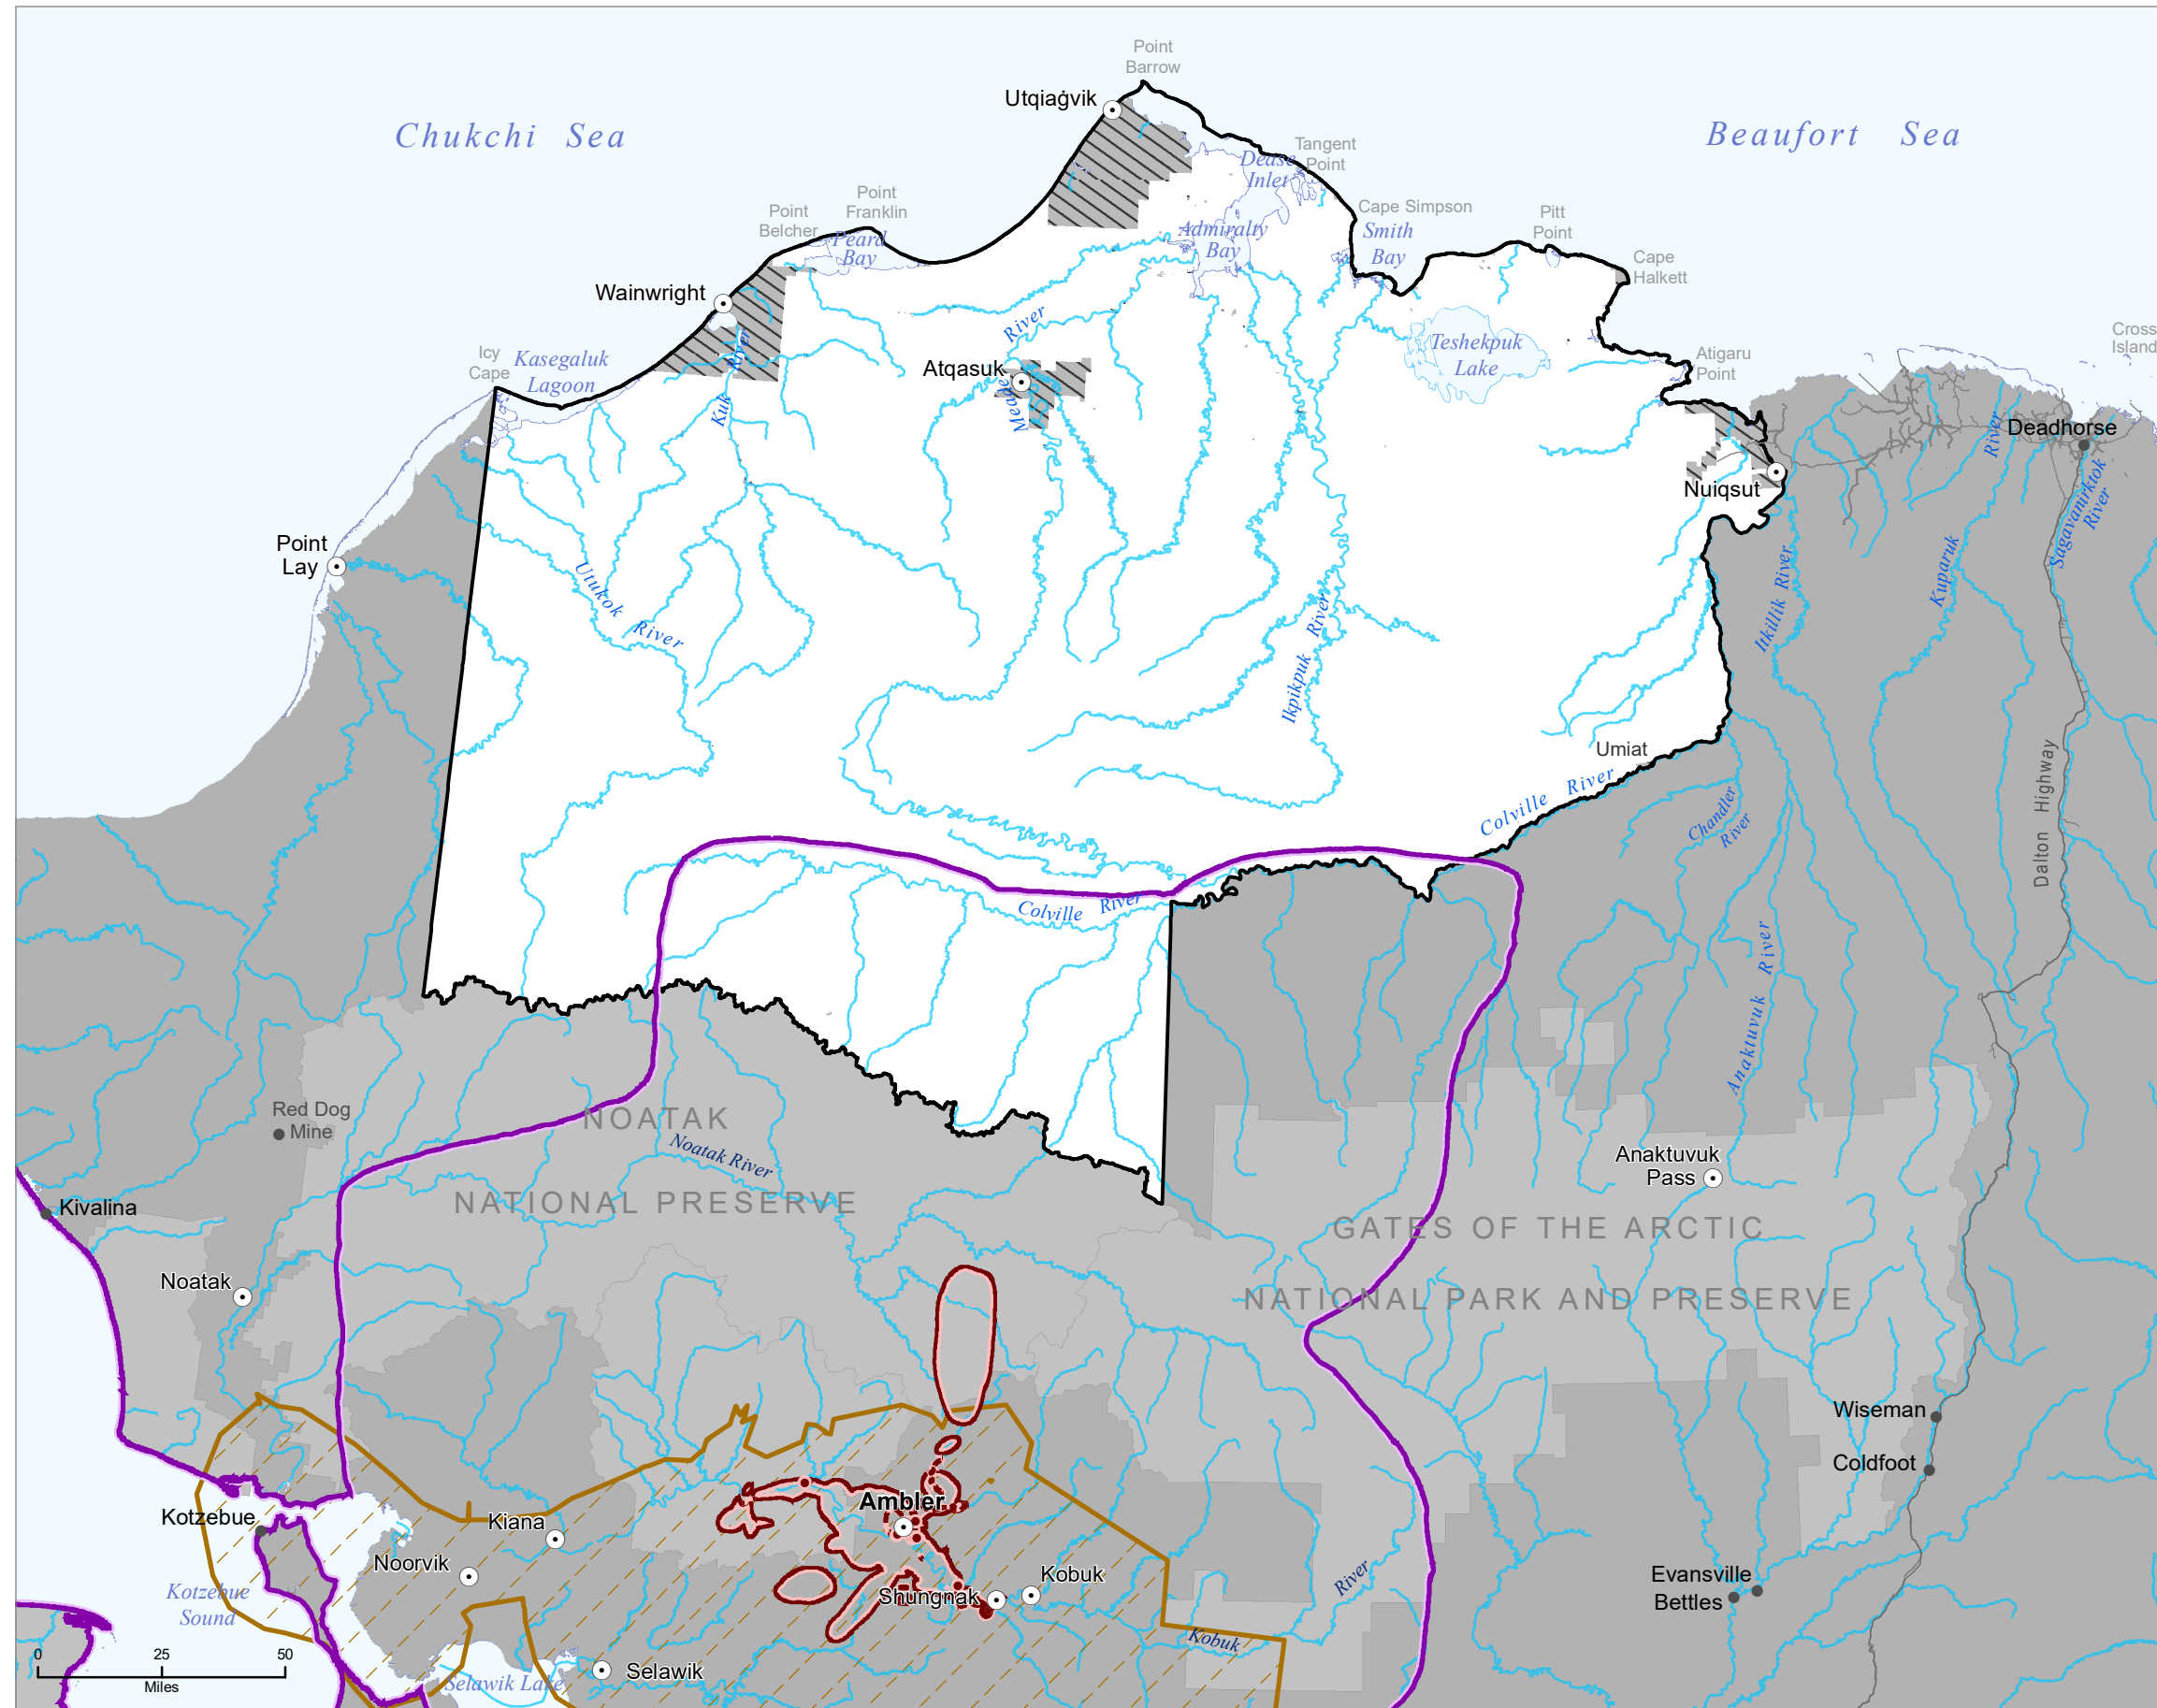 Point
Barrow
Utqiaġvik
Chukchi Sea
Beaufort Sea
Tangent
Point
Dease
Inlet
Point
Franklin
Point
Belcher
Peard
Bay
Cape Simpson
Smith
Bay
Pitt
Point
Admiralty
Bay
Cape
Halkett
Wainwright
River
Kuk
Icy
Cape
Kasegaluk
Lagoon
Atqasuk
River
Meade
Teshekpuk
Lake
Atigaru
Point
Cross
Island
Deadhorse
Nuiqsut
River
Kuparuk
Sagavanirktok
River
Itkillik River
Point
Lay
Utukok River
Ikpikpuk River
Umiat
Colville River
Chandler
River
Dalton Highway
Colville River
Anaktuvuk River
Red Dog
Mine
NOATAK
Noatak River
NATIONAL PRESERVE
Anaktuvuk
Pass
Kivalina
GATES OF THE ARCTIC
NATIONAL PARK AND PRESERVE
Noatak
Wiseman
Coldfoot
Ambler
Kotzebue
Kiana
Noorvik
Kobuk
Shungnak
Evansville
Bettles
Kotzebue
Sound
River
Kobuk
Selawik
Selawik Lake
0 25 50
Miles